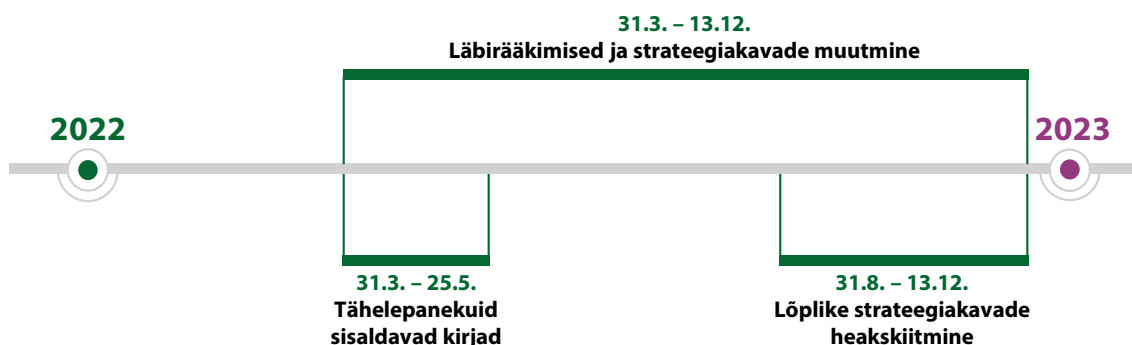 31.3. – 13.12.
Läbirääkimised ja strateegiakavade muutmine
2022
2023
31.3. – 25.5.
Tähelepanekuid
sisaldavad kirjad
31.8. – 13.12.
Lõplike strateegiakavade
heakskiitmine